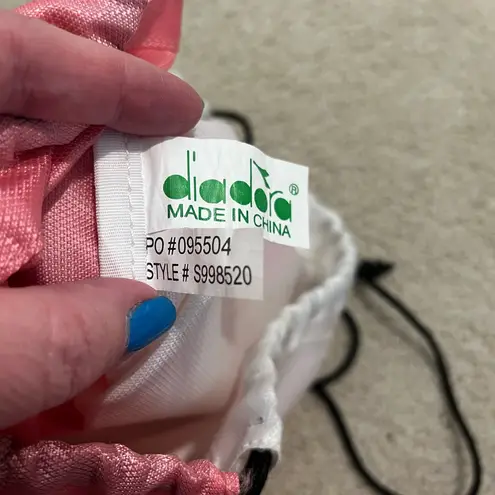 diadora®
MADE IN CHINA
PO #095504
STYLE # S998520